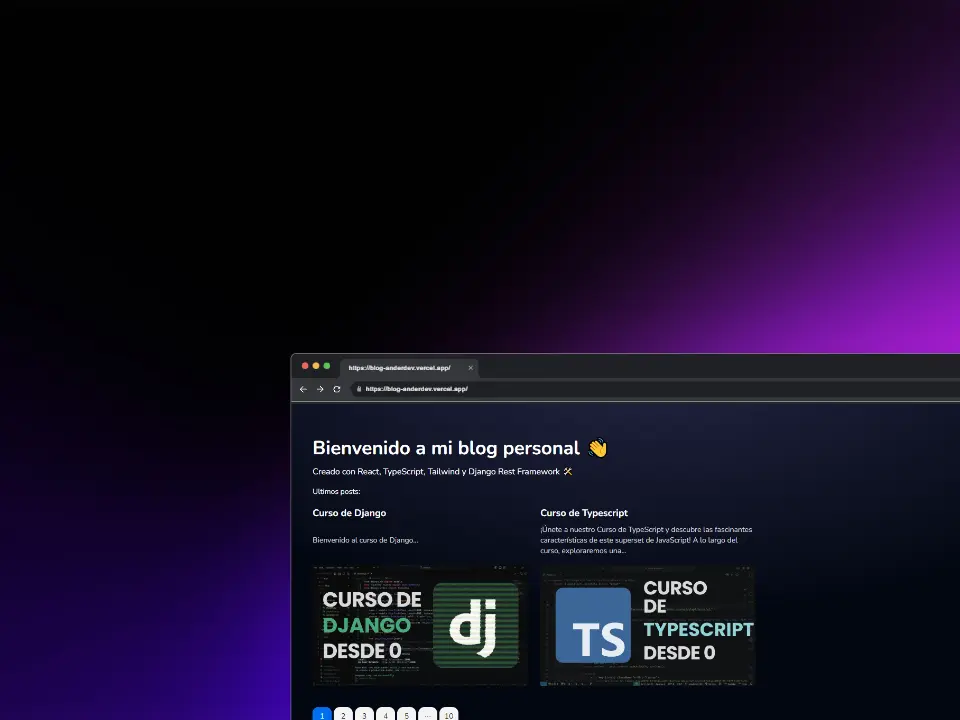 https://blog-anderdev.vercel.app/
https://blog-anderdev.vercel.app/
Bienvenido a mi blog personal 👋
Creado con React, TypeScript, Tailwind y Django Rest Framework 🛠️
Ultimos posts:
Curso de Django
Bienvenido al curso de Django...
Curso de Typescript
¡Únete a nuestro Curso de TypeScript y descubre las fascinantes
características de este superset de JavaScript! A lo largo del
curso, exploraremos una...
CURSO DE
DJANGO
DESDE 0
dj
TS
CURSO
DE
TYPESCRIPT
DESDE 0
1 2 3 4 5 ... 10